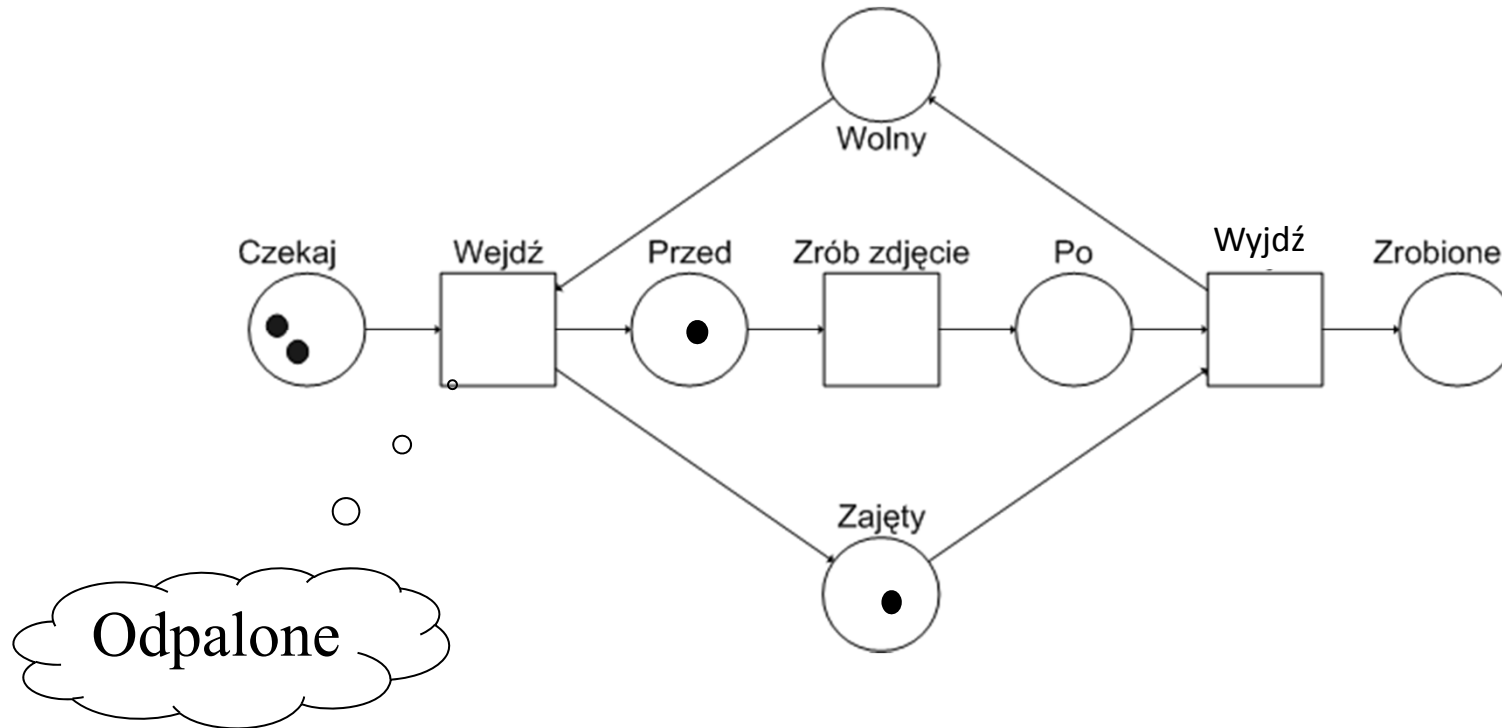 Wolny
Czekaj
Wejdź
Przed
Zrób zdjęcie
Po
Wyjdź
Zrobione
Zajęty
Odpalone